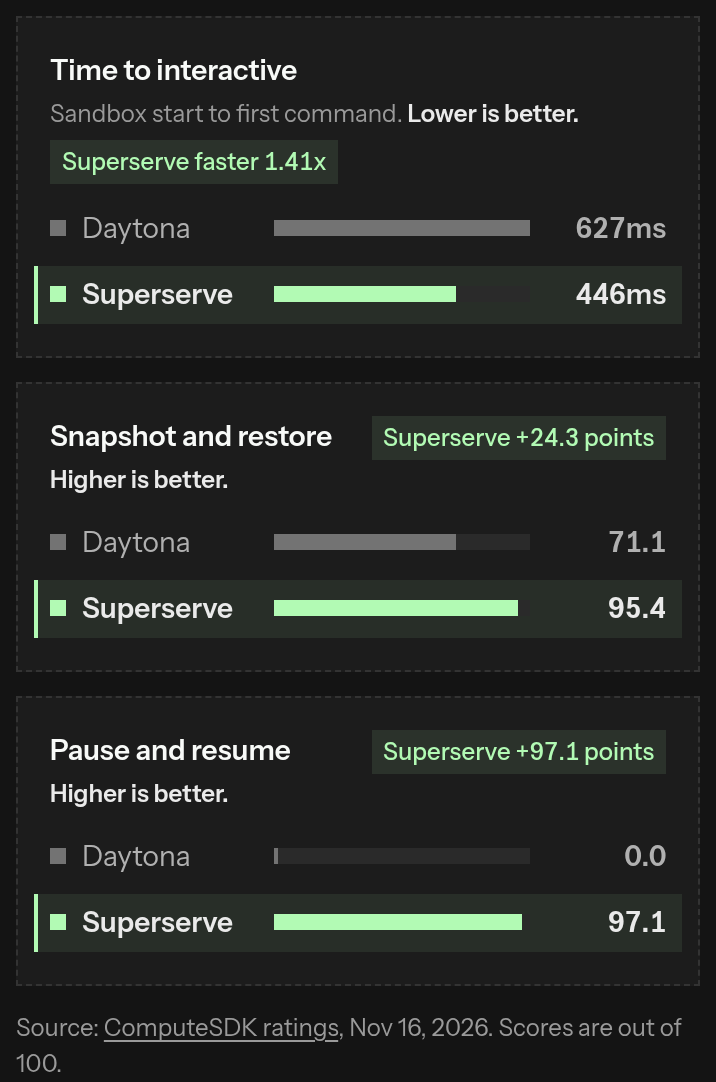 Time to interactive
Sandbox start to first command. Lower is better.
Superserve faster 1.41x
Daytona 627ms
Superserve 446ms
Snapshot and restore Superserve +24.3 points
Higher is better.
Daytona 71.1
Superserve 95.4
Pause and resume Superserve +97.1 points
Higher is better.
Daytona 0.0
Superserve 97.1
Source: ComputeSDK ratings, Nov 16, 2026. Scores are out of
100.